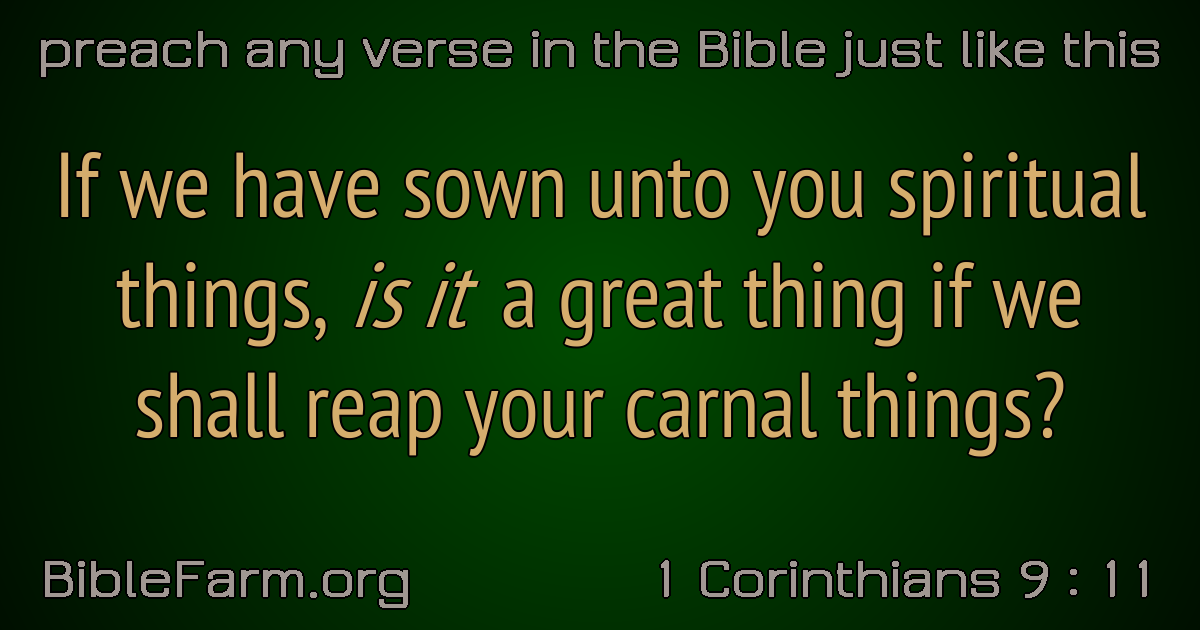 preach any verse in the Bible just like this
If we have sown unto you spiritual
things, is it a great thing if we
shall reap your carnal things?
BibleFarm.org
1 Corinthians 9 : 11